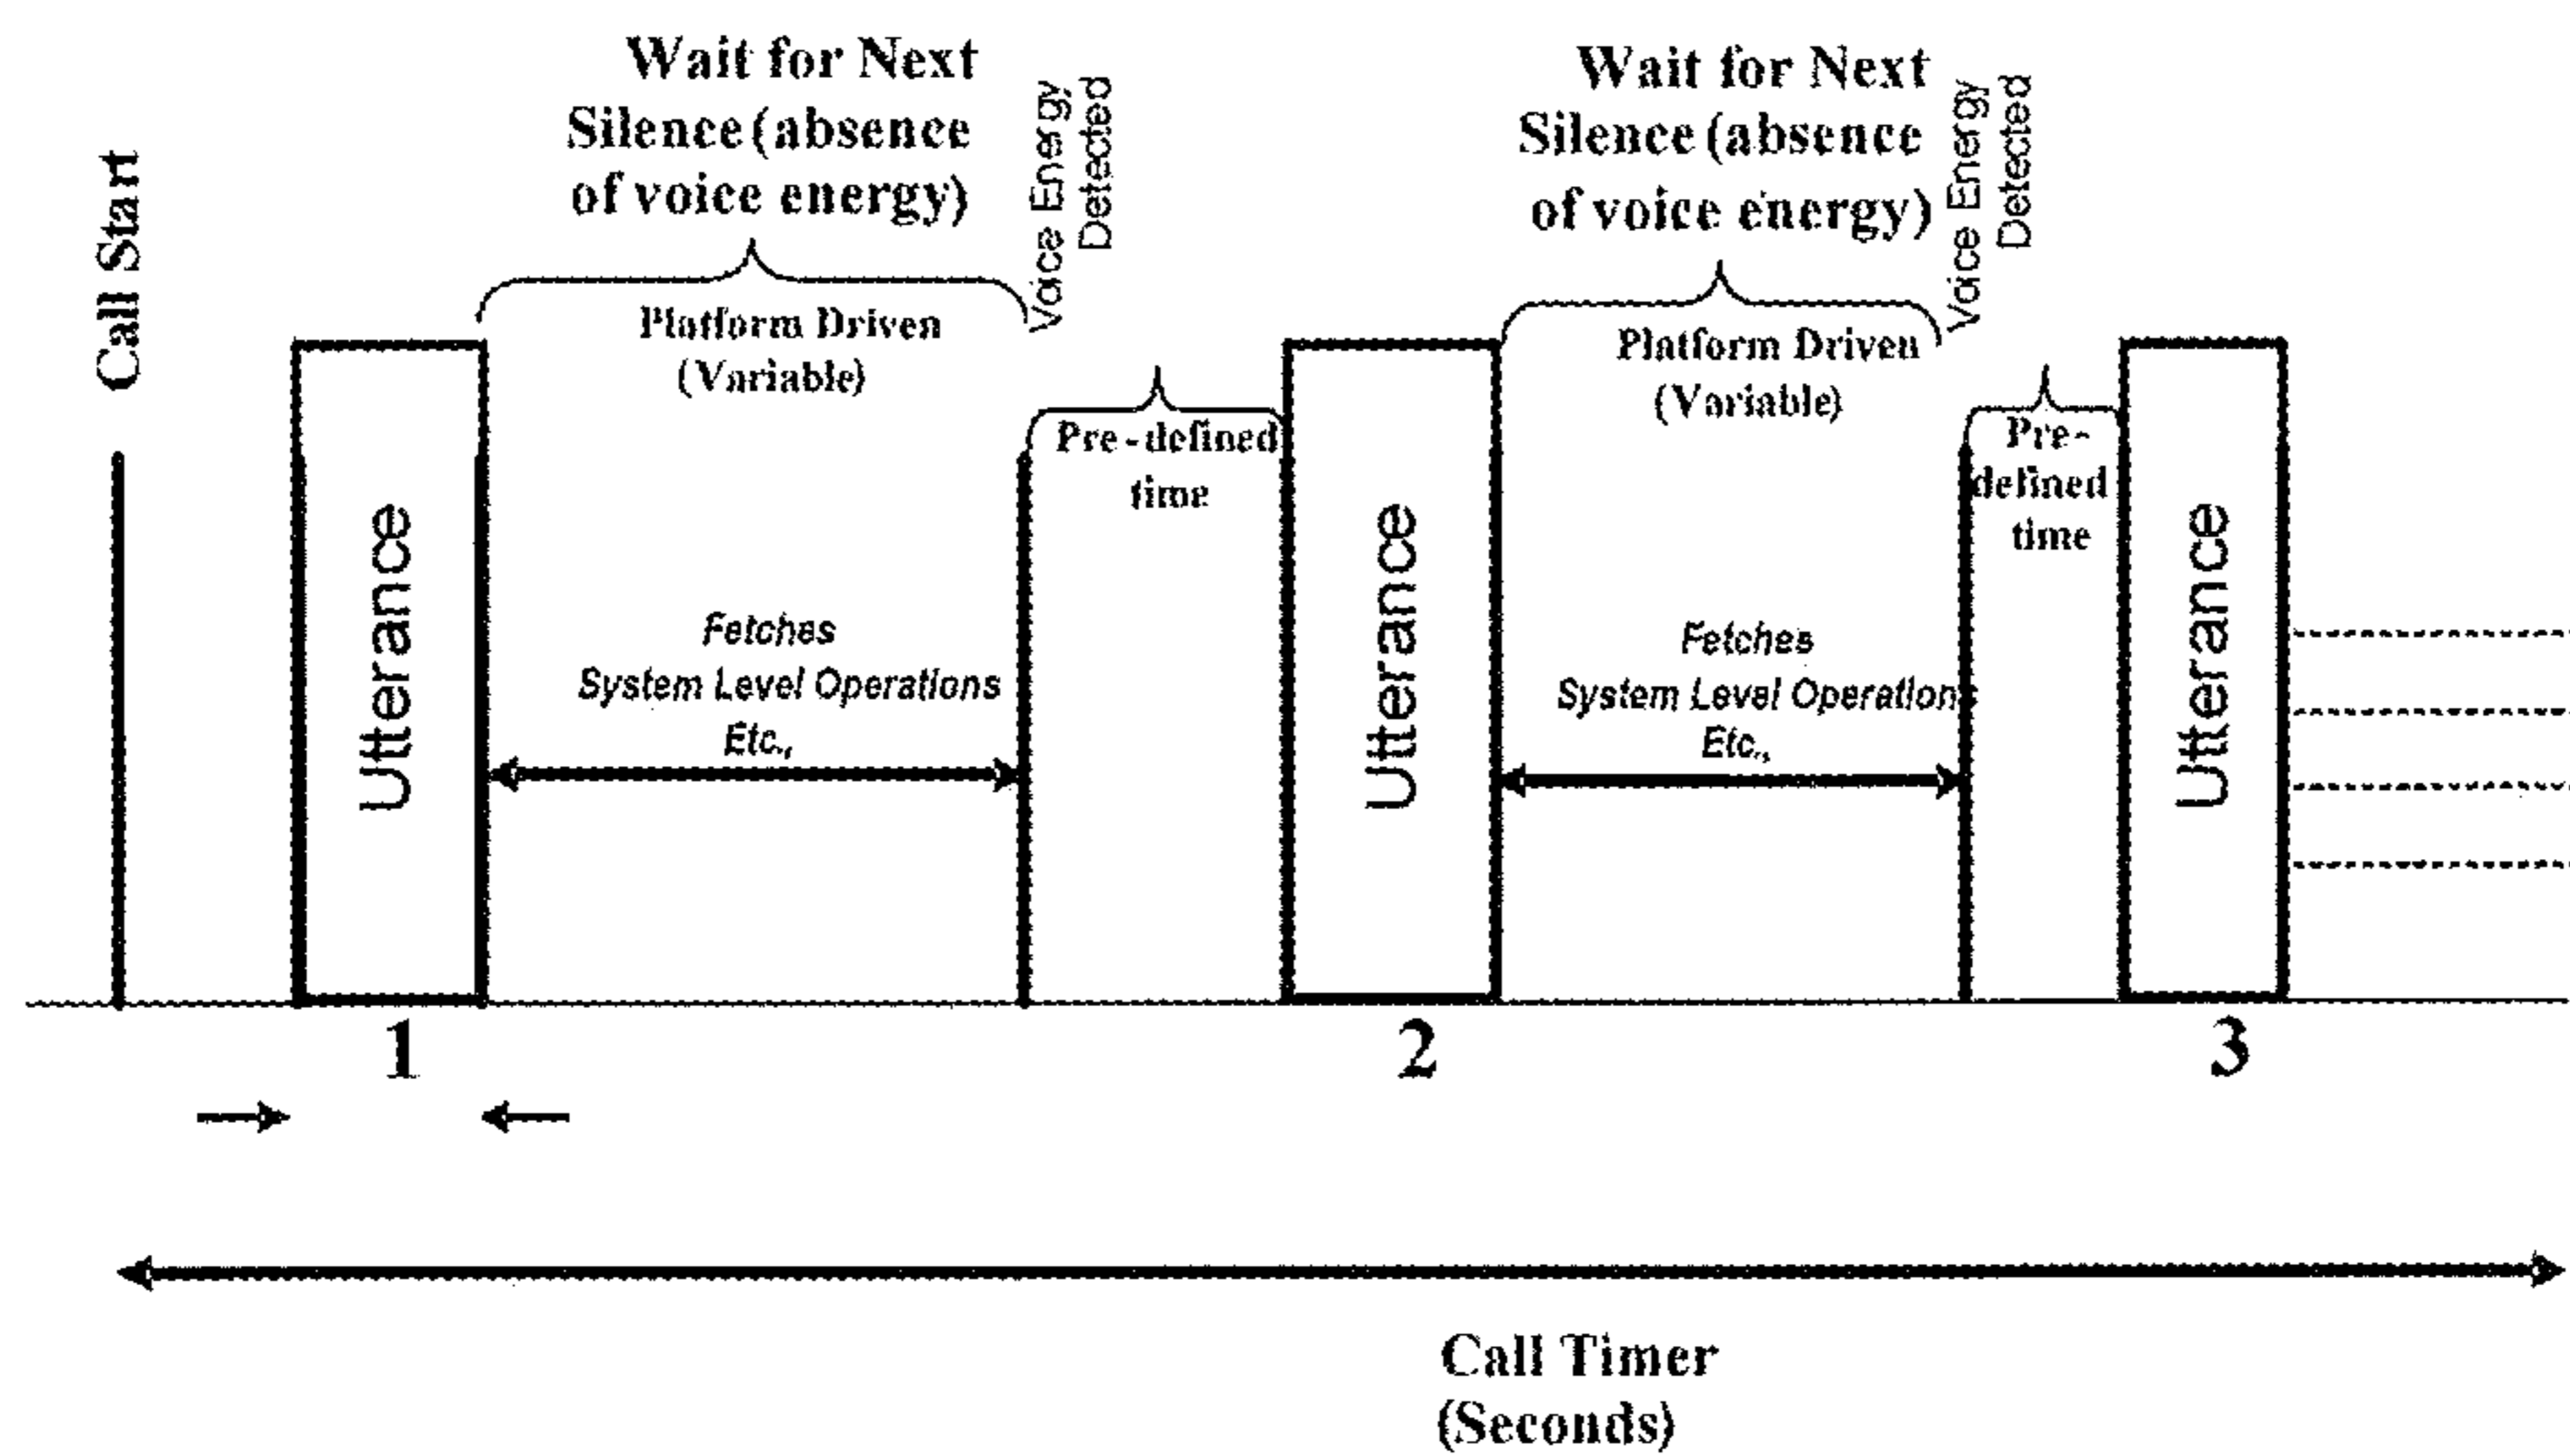 Call Start
Wait for Next
Silence (absence
of voice energy)
Voice Energy
Detected
Platform Driven
(Variable)
Pre-defined
time
Wait for Next
Silence (absence
of voice energy)
Voice Energy
Detected
Platform Driven
(Variable)
Pre-
defined
time
Utterance
Fetches
System Level Operations
Etc.,
Utterance
Fetches
System Level Operations
Etc.,
Utterance
1
2
3
Call Timer
(Seconds)